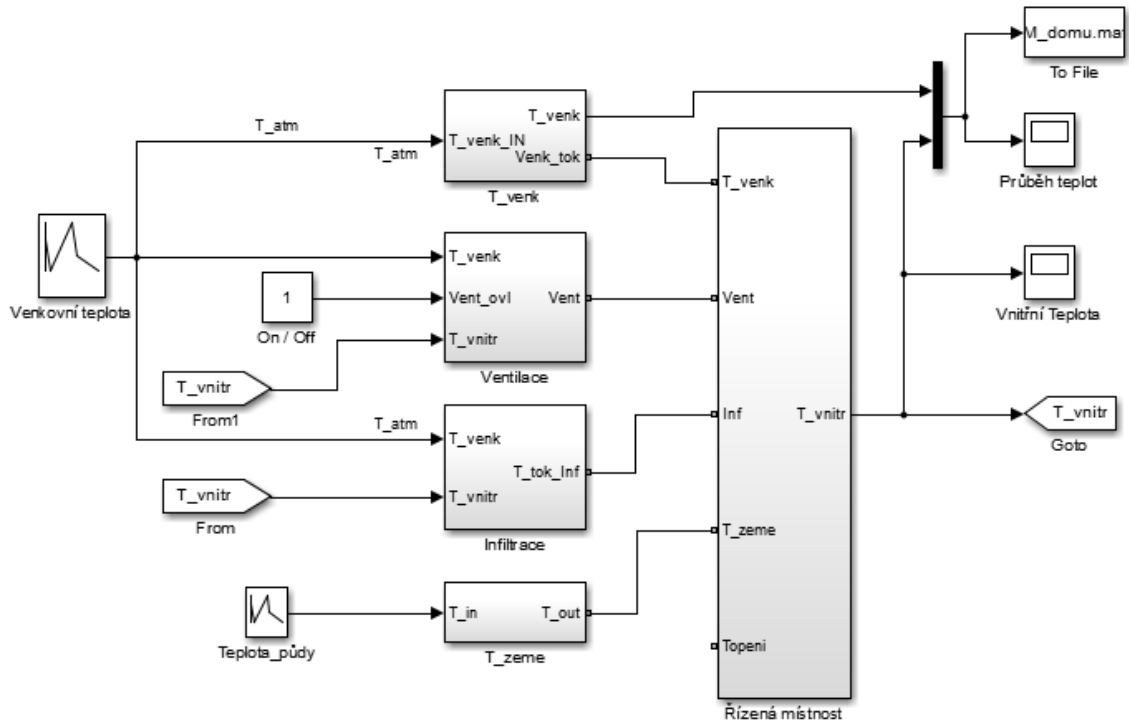 M_domu.mat
To File
T_venk
T_atm
T_venk_IN
T_atm
Venk_tok
T_venk
Průběh teplot
T_venk
T_venk
Venkovní teplota
1
Vent_ovl
Vent
Vent
On / Off
T_vnitr
Vnitřní Teplota
Ventilace
T_vnitr
From1
T_atm
T_venk
Inf
T_vnitr
T_vnitr
Goto
T_tok_Inf
T_vnitr
T_vnitr
From
Infiltrace
T_zeme
T_in
T_out
Teplota_půdy
T_zeme
Topeni
Řízená místnost